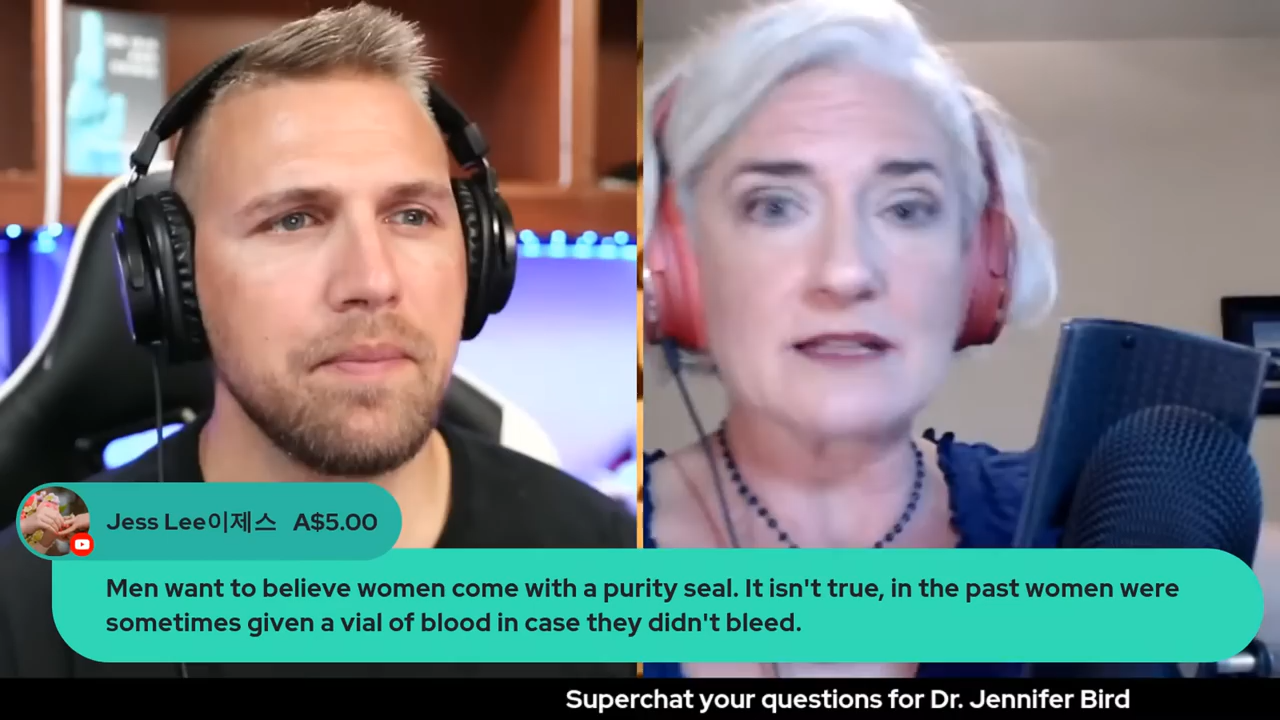 Jess Lee이제스 A$5.00
Men want to believe women come with a purity seal. It isn't true, in the past women were
sometimes given a vial of blood in case they didn't bleed.
Superchat your questions for Dr. Jennifer Bird